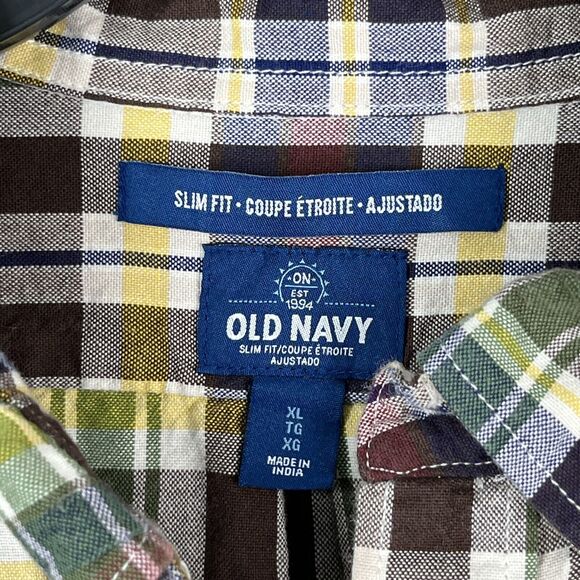 SLIM FIT • COUPE ÉTROITE • AJUSTADO
ON
EST
1994
OLD NAVY
SLIM FIT/COUPE ÉTROITE
AJUSTADO
XL
TG
XG
MADE IN
INDIA